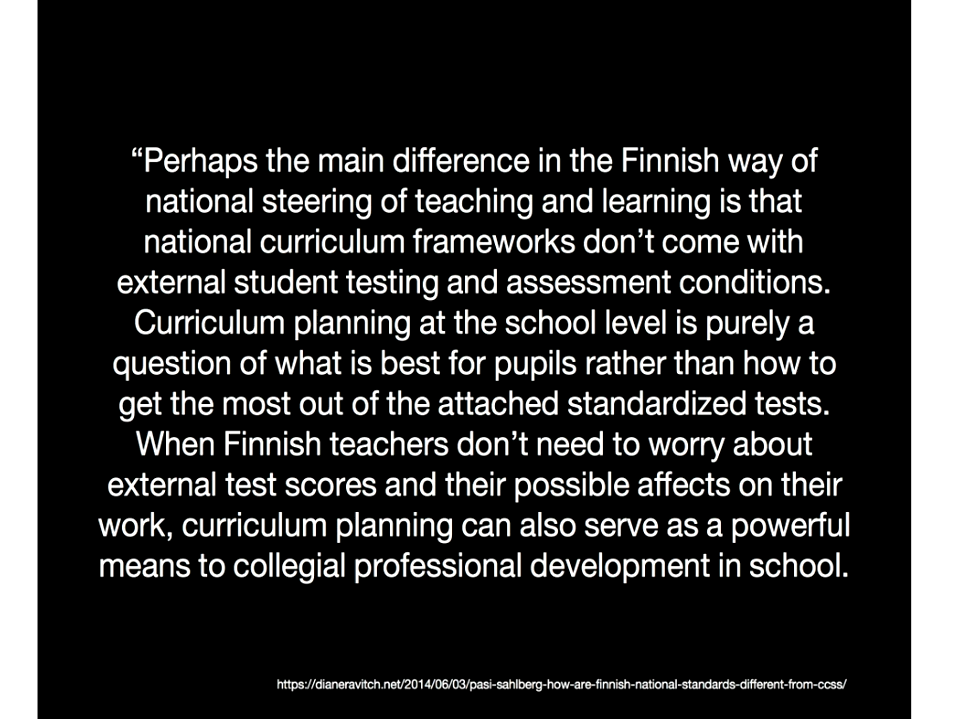 “Perhaps the main difference in the Finnish way of
national steering of teaching and learning is that
national curriculum frameworks don’t come with
external student testing and assessment conditions.
Curriculum planning at the school level is purely a
question of what is best for pupils rather than how to
get the most out of the attached standardized tests.
When Finnish teachers don’t need to worry about
external test scores and their possible affects on their
work, curriculum planning can also serve as a powerful
means to collegial professional development in school.
https://dianeravitch.net/2014/06/03/pasi-sahlberg-how-are-finnish-national-standards-different-from-ccss/